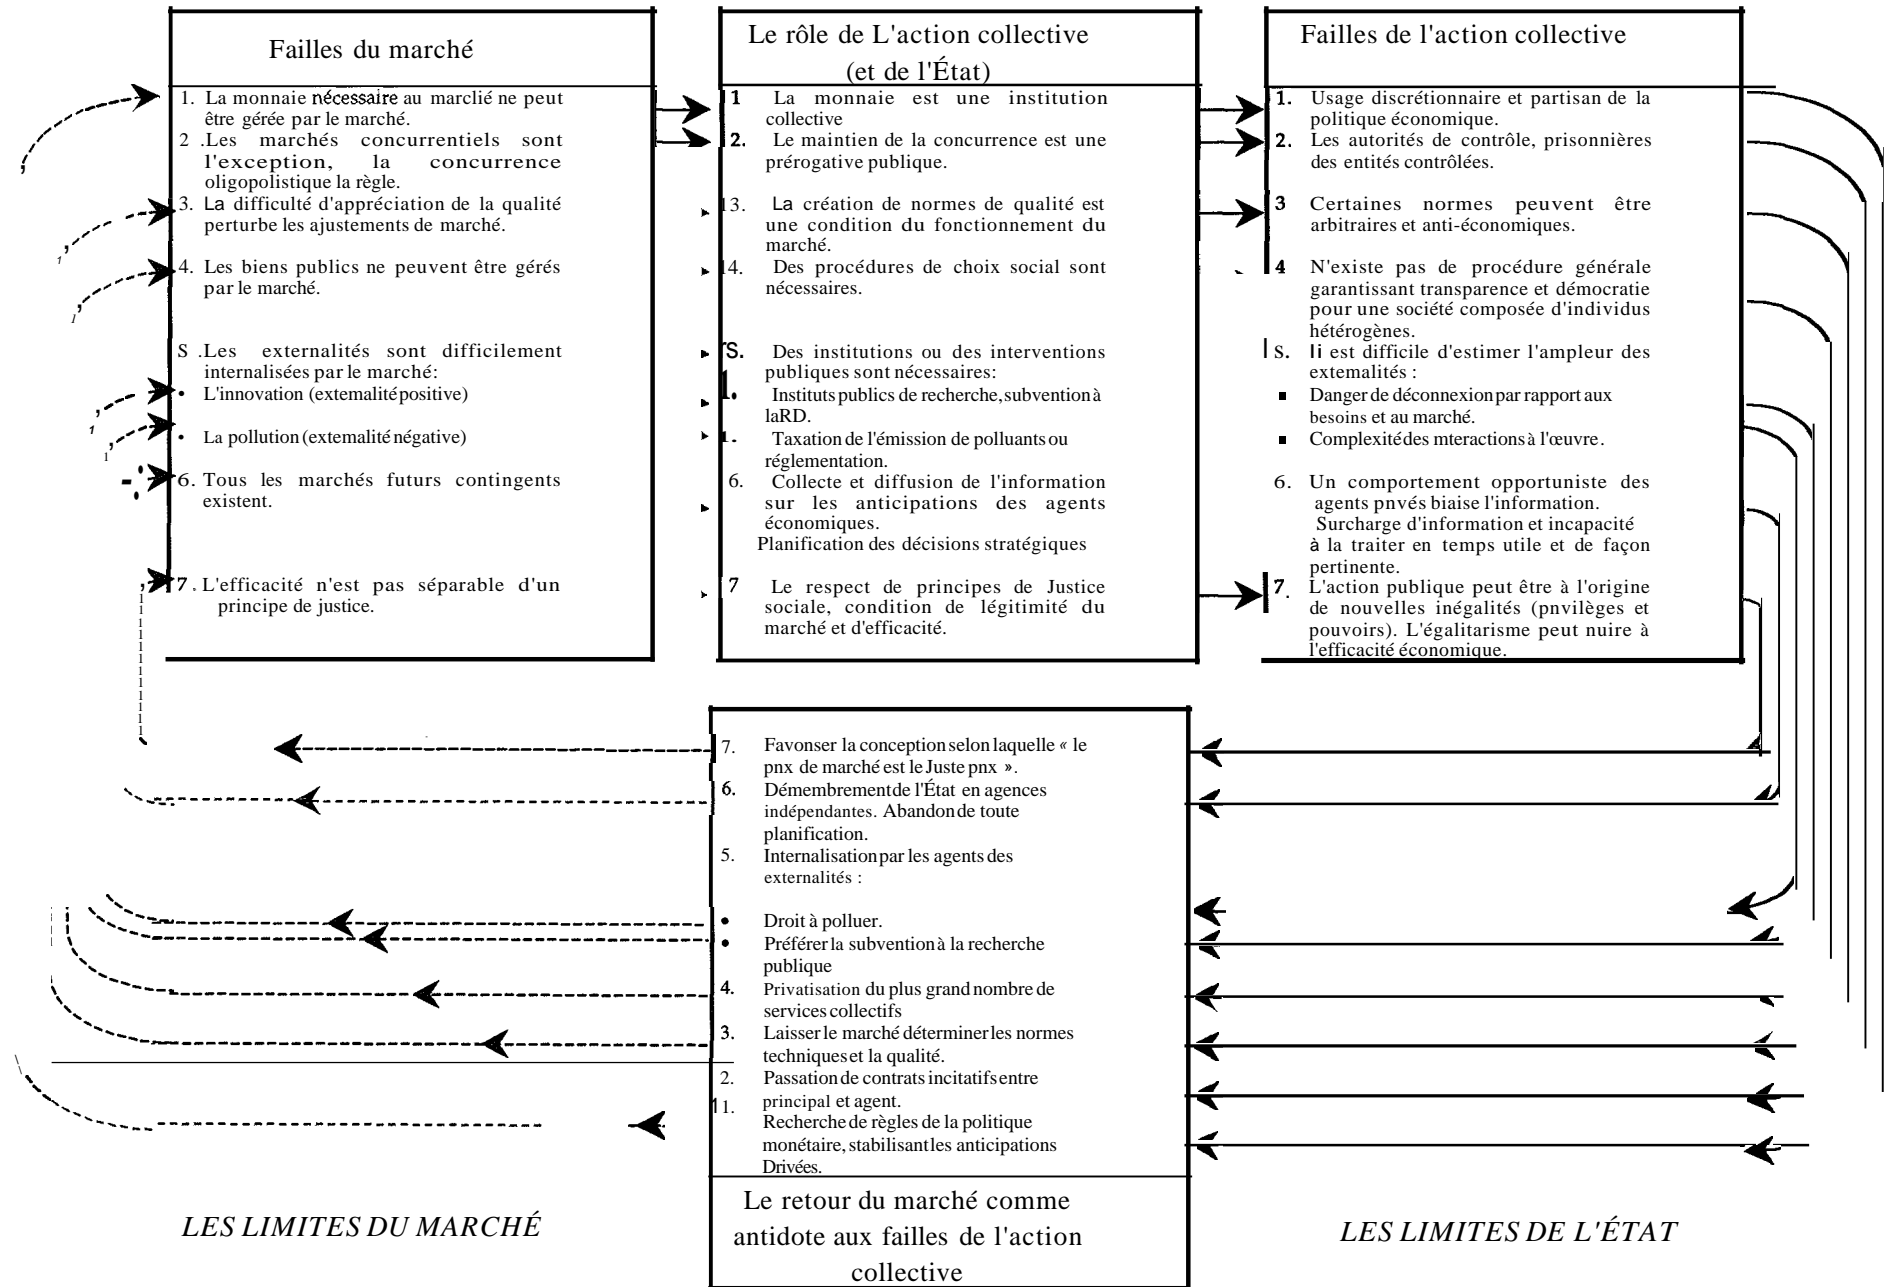 Failles du marché
1. La monnaie nécessaire au marclié ne peut
être gérée par le marché.
2 .Les marchés concurrentiels sont
l'exception, la concurrence
oligopolistique la règle.
3. La difficulté d'appréciation de la qualité
perturbe les ajustements de marché.
4. Les biens publics ne peuvent être gérés
par le marché.
S .Les externalités sont difficilement
internalisées par le marché:
• L'innovation (extemalité positive)
• La pollution (extemalité négative)
6. Tous les marchés futurs contingents
existent.
7. L'efficacité n'est pas séparable d'un
principe de justice.
Le rôle de L'action collective
(et de l'État)
1 La monnaie est une institution
collective
2. Le maintien de la concurrence est une
prérogative publique.
13. La création de normes de qualité est
une condition du fonctionnement du
marché.
14. Des procédures de choix social sont
nécessaires.
S. Des institutions ou des interventions
publiques sont nécessaires:
1. Instituts publics de recherche, subvention à
laRD.
1. Taxation de l'émission de polluants ou
réglementation.
6. Collecte et diffusion de l'information
sur les anticipations des agents
économiques.
Planification des décisions stratégiques
7 Le respect de principes de Justice
sociale, condition de légitimité du
marché et d'efficacité.
Failles de l'action collective
1. Usage discrétionnaire et partisan de la
politique économique.
2. Les autorités de contrôle, prisonnières
des entités contrôlées.
3 Certaines normes peuvent être
arbitraires et anti-économiques.
4 N'existe pas de procédure générale
garantissant transparence et démocratie
pour une société composée d'individus
hétérogènes.
S. Ii est difficile d'estimer l'ampleur des
extemalités :
▪ Danger de déconnexion par rapport aux
besoins et au marché.
▪ Complexité des mteractions à l'œuvre.
6. Un comportement opportuniste des
agents pnvés biaise l'information.
Surcharge d'information et incapacité
à la traiter en temps utile et de façon
pertinente.
7. L'action publique peut être à l'origine
de nouvelles inégalités (pnvilèges et
pouvoirs). L'égalitarisme peut nuire à
l'efficacité économique.
7. Favonser la conception selon laquelle « le
pnx de marché est le Juste pnx ».
6. Démembrement de l'État en agences
indépendantes. Abandon de toute
planification.
5. Internalisation par les agents des
externalités :
• Droit à polluer.
• Préférer la subvention à la recherche
publique
4. Privatisation du plus grand nombre de
services collectifs
3. Laisser le marché déterminer les normes
techniques et la qualité.
2. Passation de contrats incitatifs entre
principal et agent.
11. Recherche de règles de la politique
monétaire, stabilisant les anticipations
Drivées.
Le retour du marché comme
antidote aux failles de l'action
collective
LES LIMITES DU MARCHÉ
LES LIMITES DE L'ÉTAT